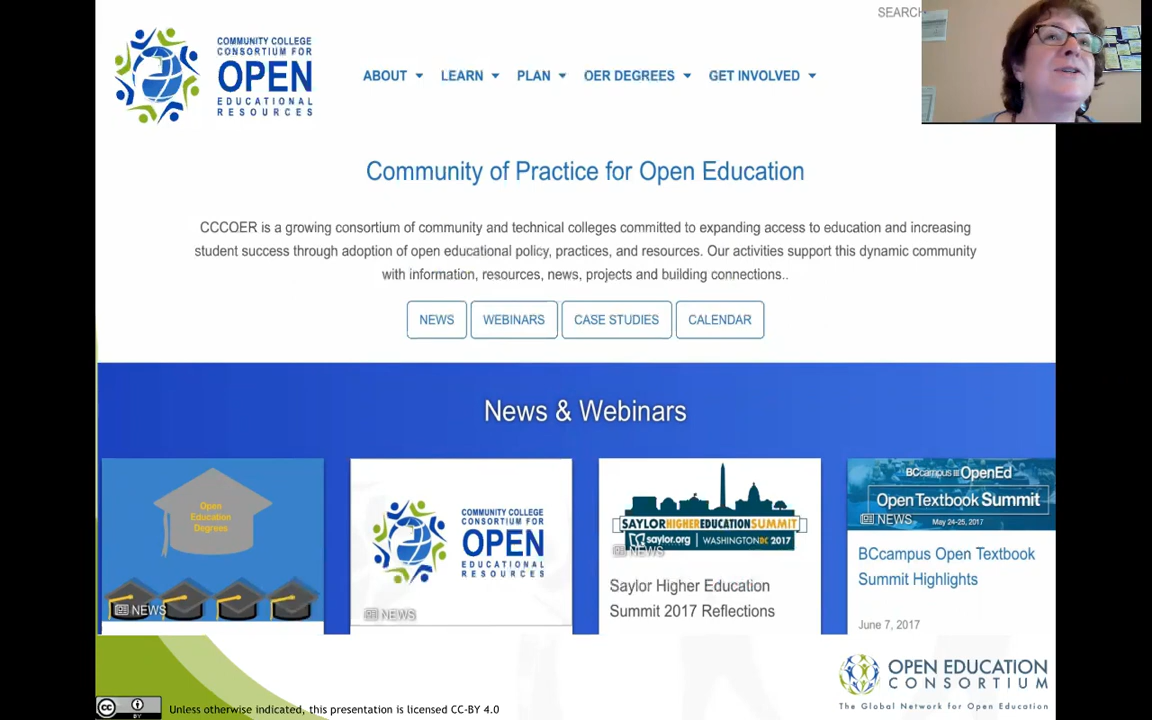 SEARCH
COMMUNITY COLLEGE
CONSORTIUM FOR
OPEN
EDUCATIONAL
RESOURCES
ABOUT LEARN PLAN OER DEGREES GET INVOLVED
Community of Practice for Open Education
CCCOER is a growing consortium of community and technical colleges committed to expanding access to education and increasing
student success through adoption of open educational policy, practices, and resources. Our activities support this dynamic community
with information, resources, news, projects and building connections..
NEWS WEBINARS CASE STUDIES CALENDAR
News & Webinars
Open
Education
Degrees
NEWS
COMMUNITY COLLEGE
CONSORTIUM FOR
OPEN
EDUCATIONAL
RESOURCES
NEWS
SAYLOR HIGHER EDUCATION SUMMIT
saylor.org WASHINGTON DC 2017
NEWS
Saylor Higher Education
Summit 2017 Reflections
BCcampus OpenEd
Open Textbook Summit
NEWS
May 24-25, 2017
BCcampus Open Textbook
Summit Highlights
June 7, 2017
OPEN EDUCATION
CONSORTIUM
The Global Network for Open Education
cc BY
Unless otherwise indicated, this presentation is licensed CC-BY 4.0